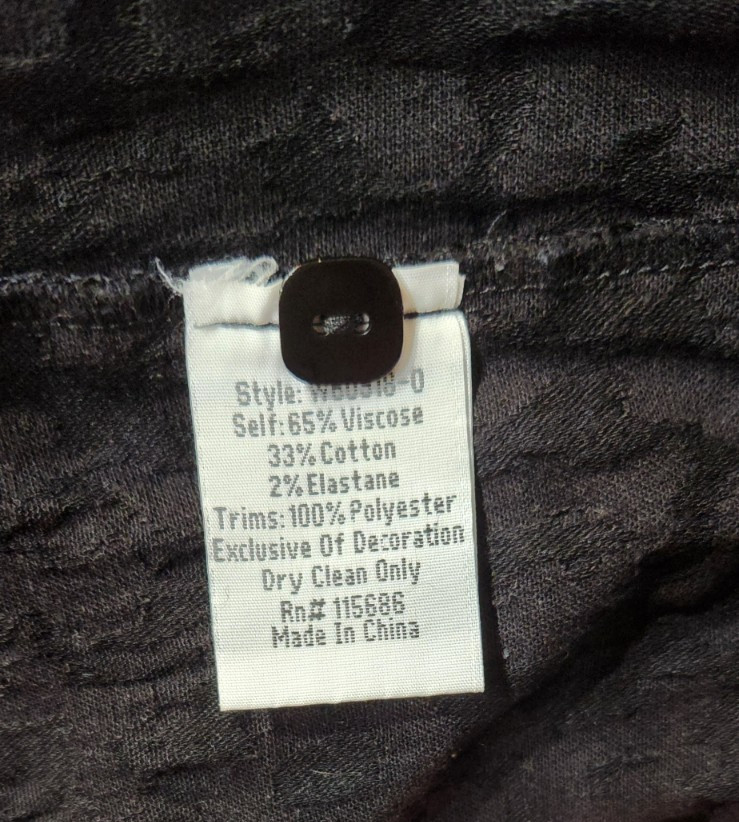 Style:
Self: 65% Viscose
33% Cotton
2% Elastane
Trims: 100% Polyester
Exclusive Of Decoration
Dry Clean Only
Rn# 115686
Made In China